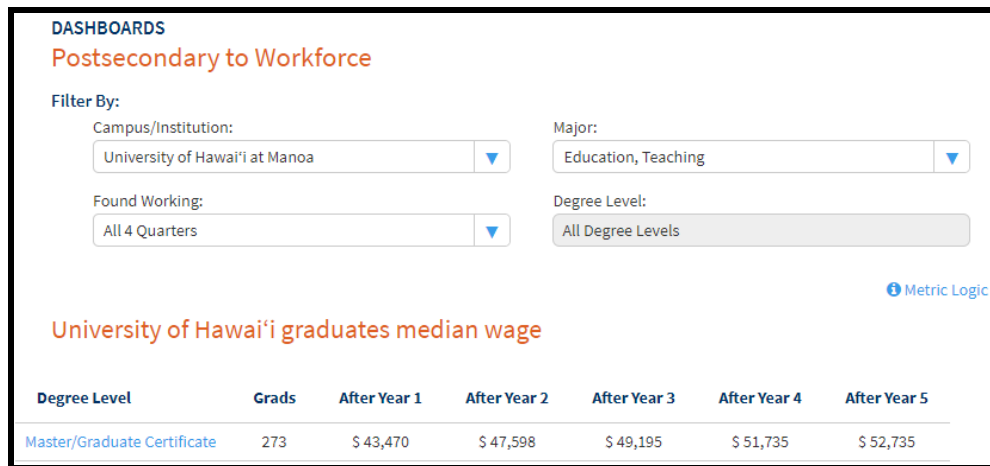 DASHBOARDS
Postsecondary to Workforce
Filter By:
Campus/Institution: Major:
University of Hawaiʻi at Manoa Education, Teaching
Found Working: Degree Level:
All 4 Quarters All Degree Levels
Metric Logic
University of Hawaiʻi graduates median wage
Degree Level Grads After Year 1 After Year 2 After Year 3 After Year 4 After Year 5
Master/Graduate Certificate 273 $ 43,470 $ 47,598 $ 49,195 $ 51,735 $ 52,735